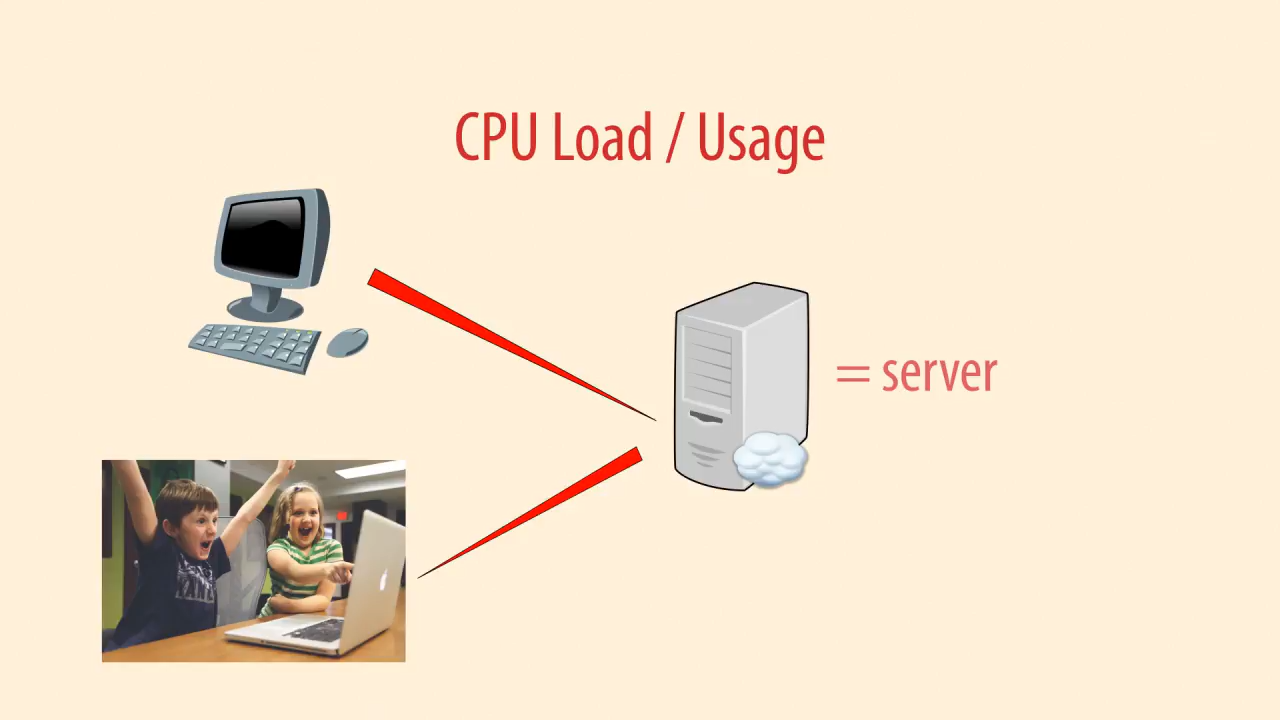 CPU Load / Usage
= server